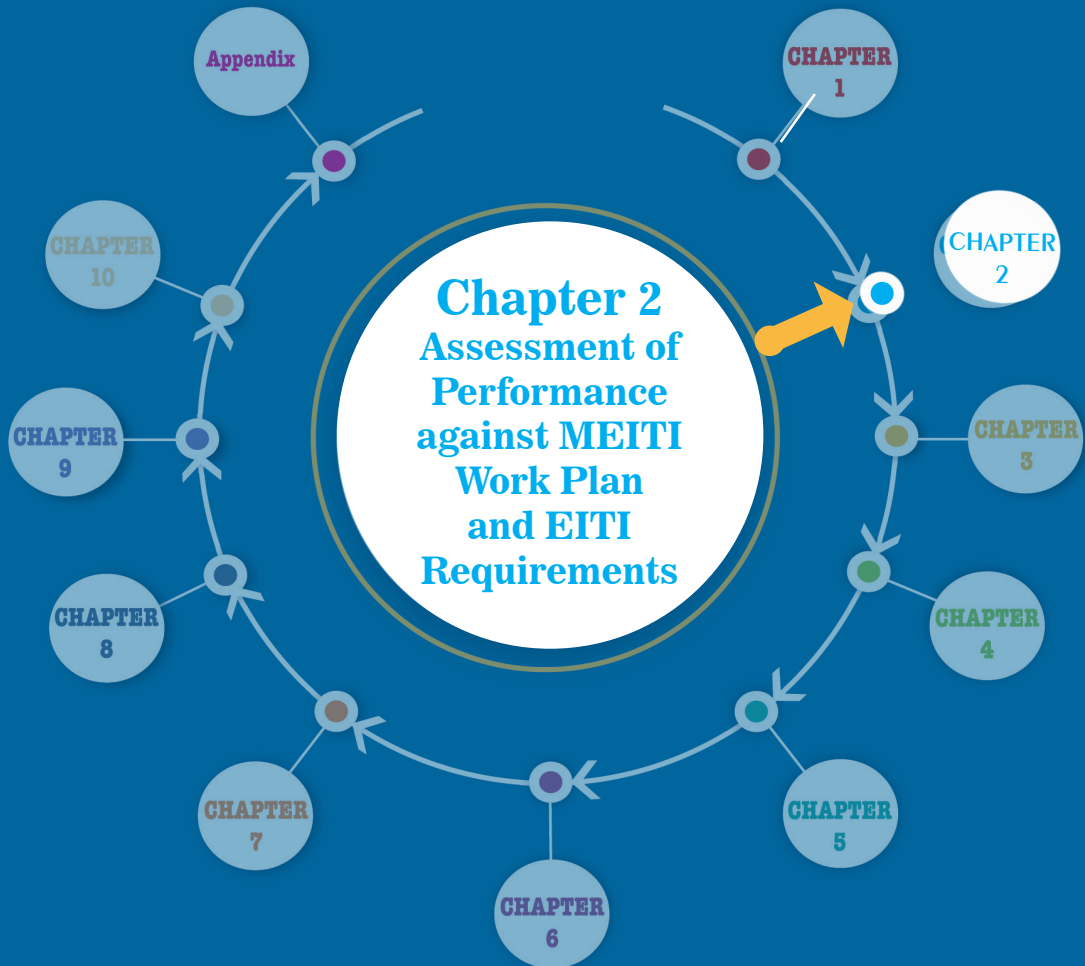 Appendix
CHAPTER
1
CHAPTER
2
CHAPTER
10
Chapter 2
Assessment of
Performance
against MEITI
Work Plan
and EITI
Requirements
CHAPTER
3
CHAPTER
9
CHAPTER
4
CHAPTER
8
CHAPTER
5
CHAPTER
7
CHAPTER
6